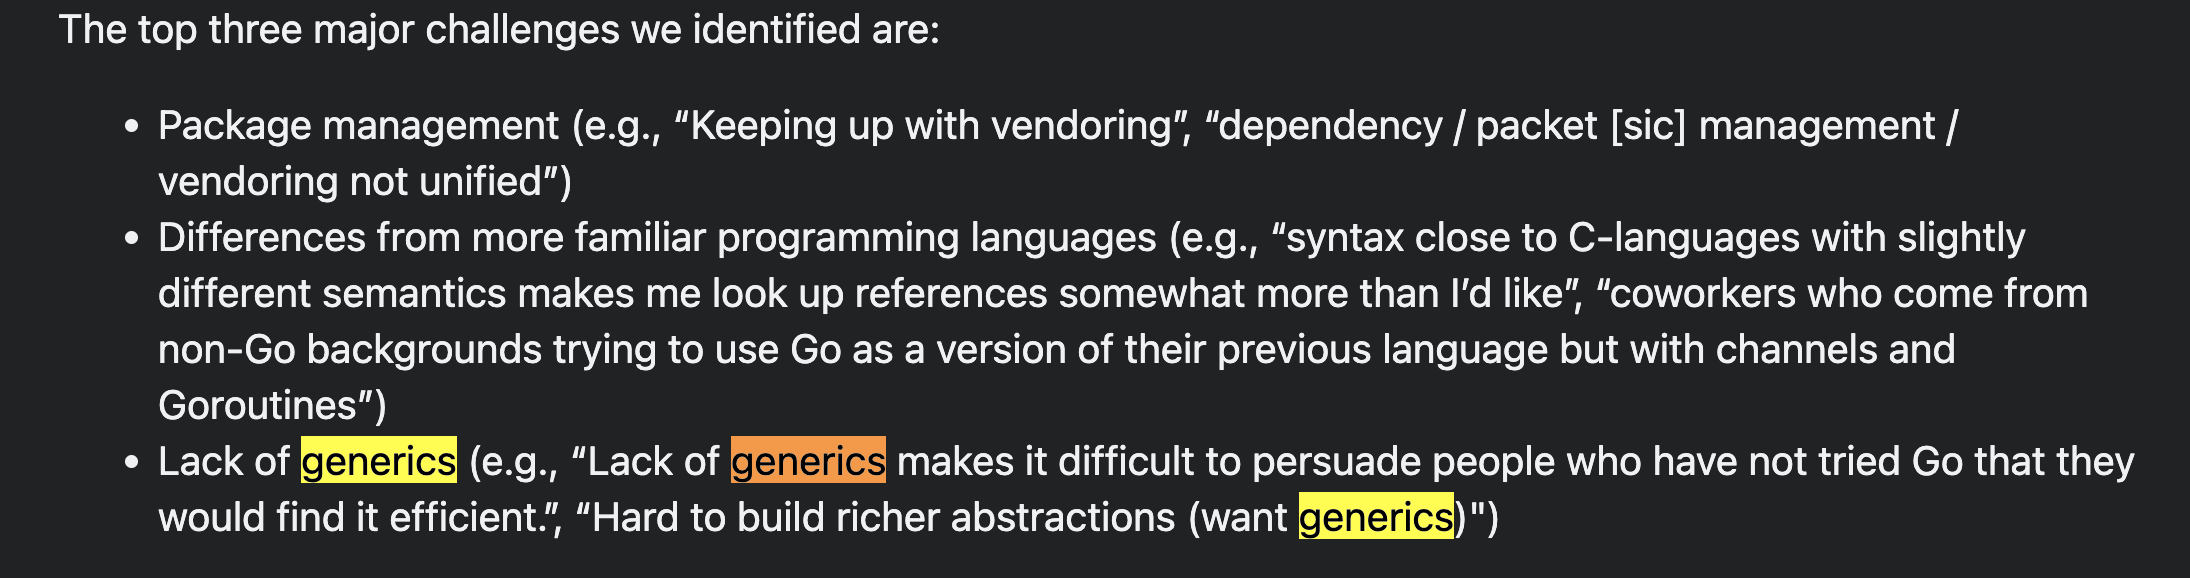 The top three major challenges we identified are:
• Package management (e.g., “Keeping up with vendoring”, “dependency / packet [sic] management /
vendoring not unified”)
• Differences from more familiar programming languages (e.g., “syntax close to C-languages with slightly
different semantics makes me look up references somewhat more than I’d like”, “coworkers who come from
non-Go backgrounds trying to use Go as a version of their previous language but with channels and
Goroutines”)
• Lack of generics (e.g., “Lack of generics makes it difficult to persuade people who have not tried Go that they
would find it efficient.”, “Hard to build richer abstractions (want generics)")